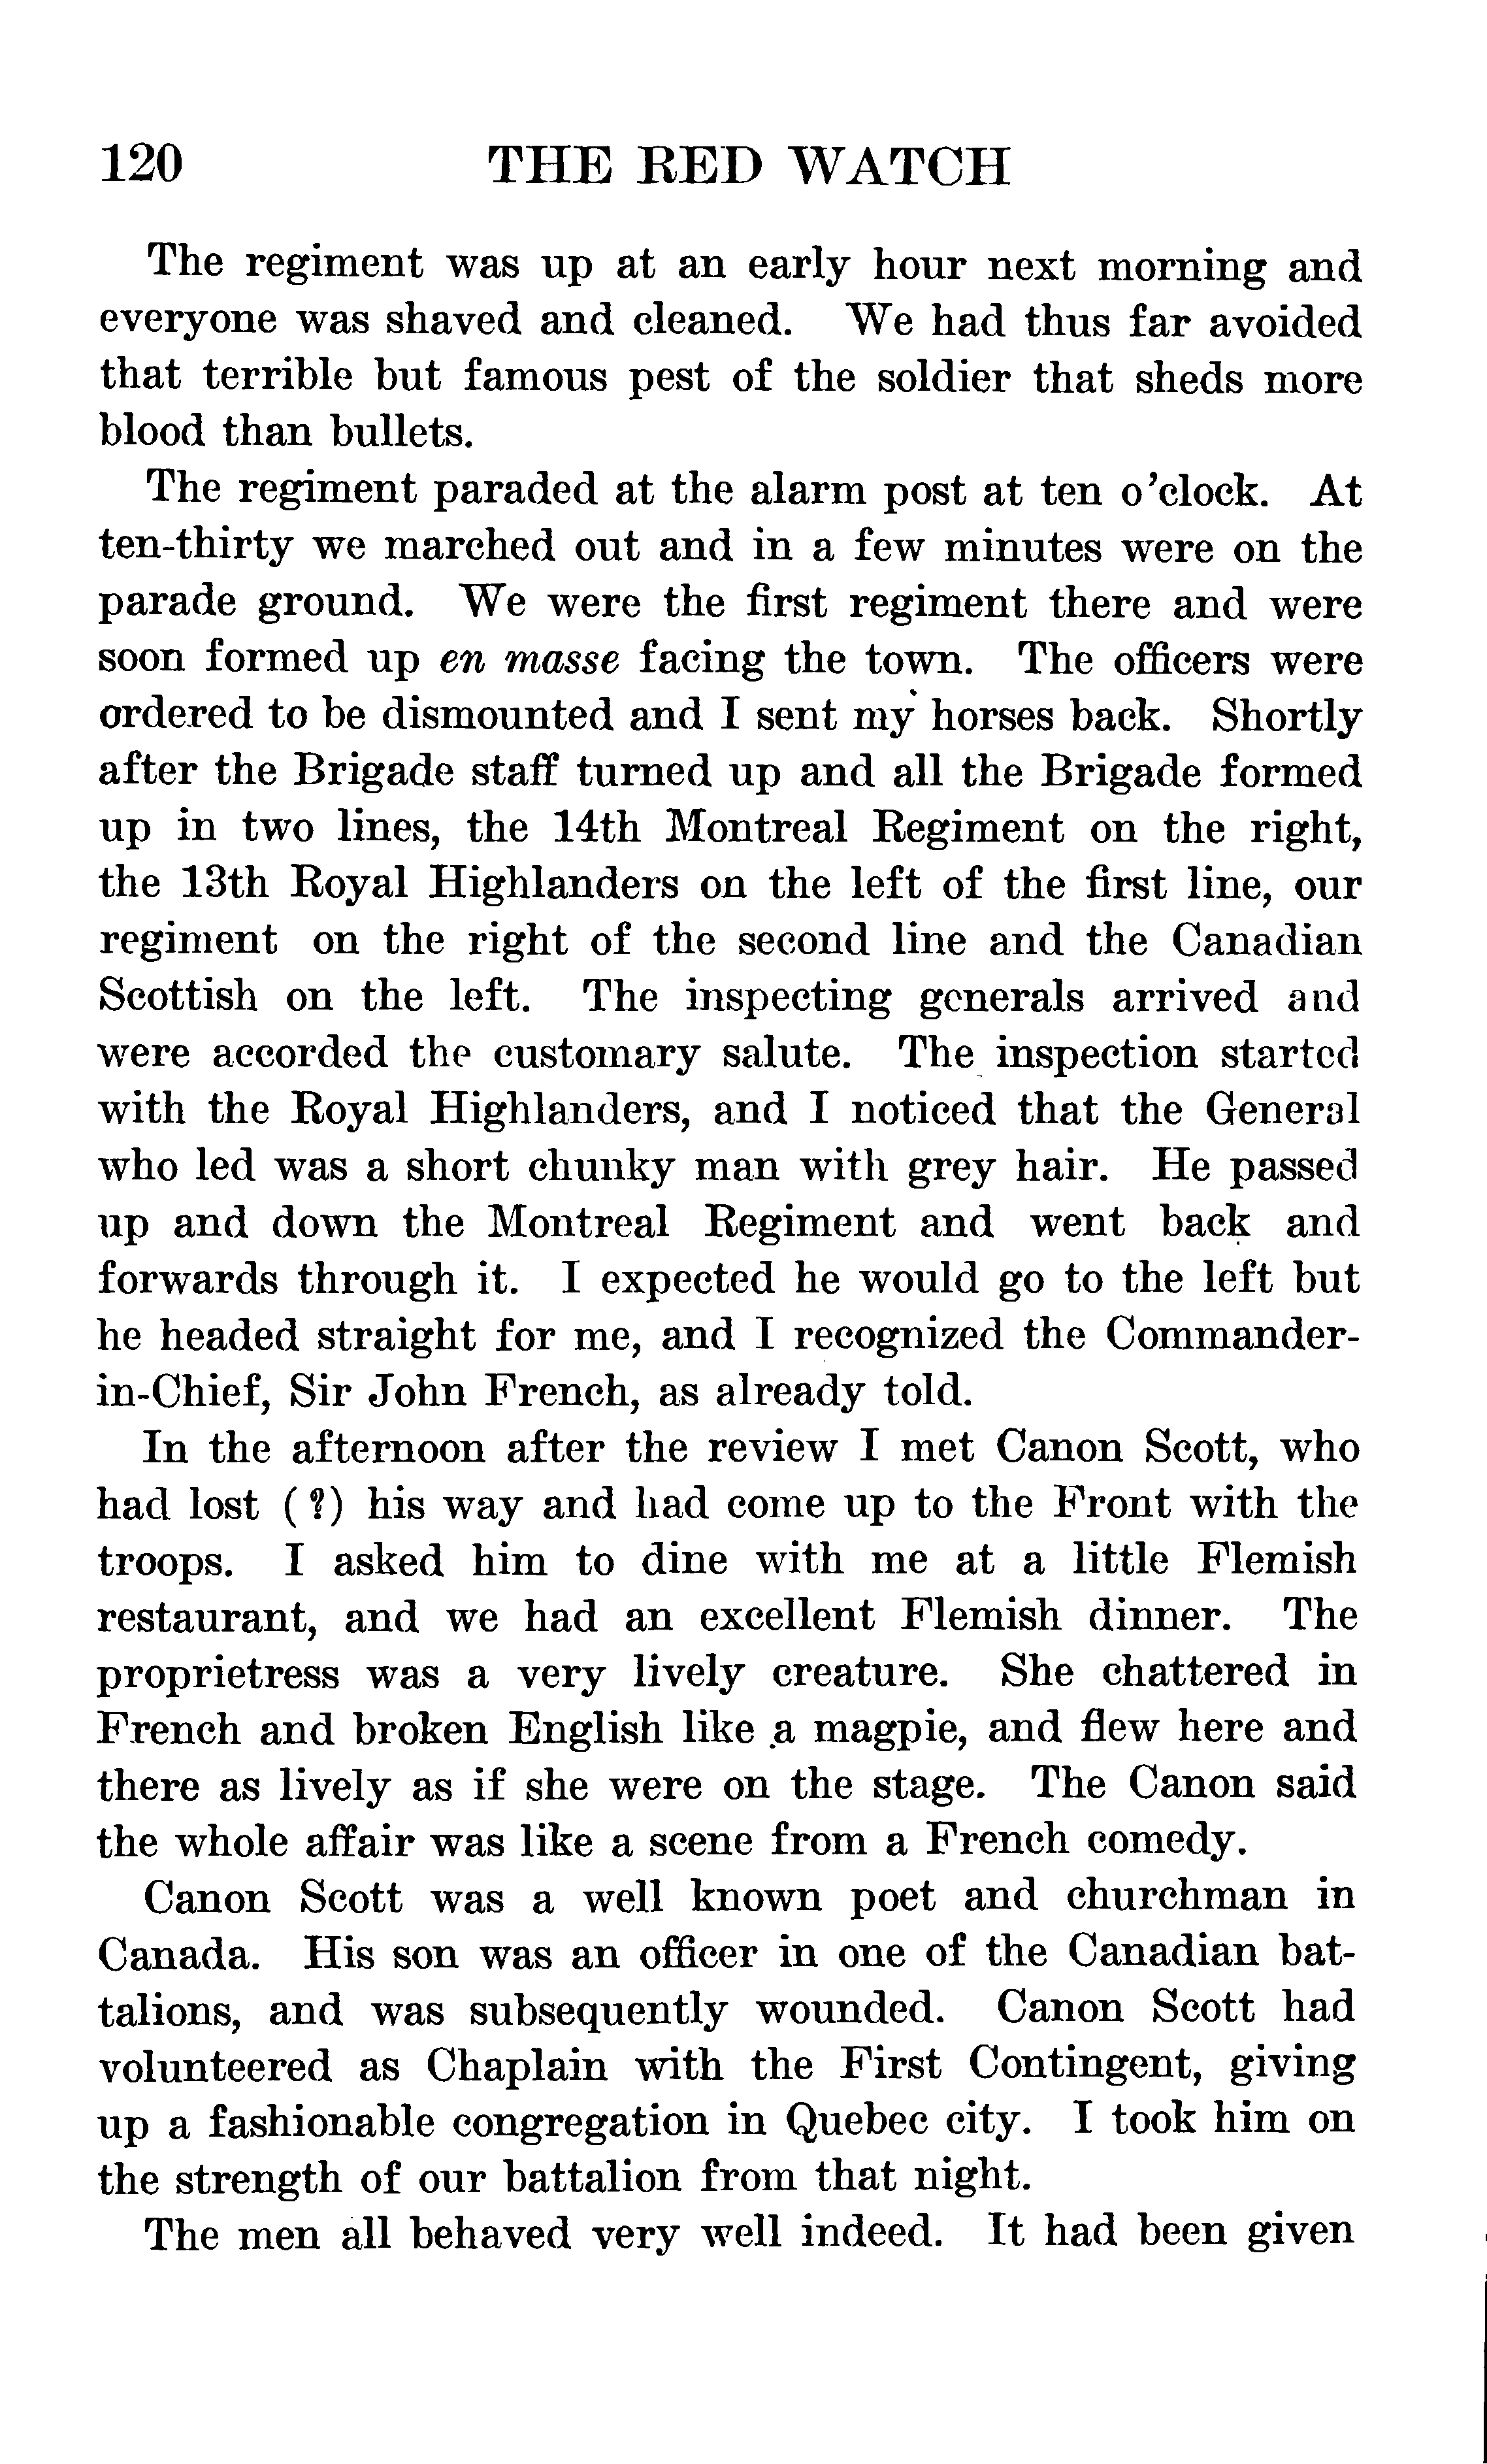 120 THE RED WATCH
The regiment was up at an early hour next morning and
everyone was shaved and cleaned. We had thus far avoided
that terrible but famous pest of the soldier that sheds more
blood than bullets.
The regiment paraded at the alarm post at ten o'clock. At
ten-thirty we marched out and in a few minutes were on the
parade ground. We were the first regiment there and were
soon formed up en masse facing the town. The officers were
ordered to be dismounted and I sent my horses back. Shortly
after the Brigade staff turned up and all the Brigade formed
up in two lines, the 14th Montreal Regiment on the right,
the 13th Royal Highlanders on the left of the first line, our
regiment on the right of the second line and the Canadian
Scottish on the left. The inspecting generals arrived and
were accorded the customary salute. The inspection started
with the Royal Highlanders, and I noticed that the General
who led was a short chunky man with grey hair. He passed
up and down the Montreal Regiment and went back and
forwards through it. I expected he would go to the left but
he headed straight for me, and I recognized the Commander-
in-Chief, Sir John French, as already told.
In the afternoon after the review I met Canon Scott, who
had lost (?) his way and had come up to the Front with the
troops. I asked him to dine with me at a little Flemish
restaurant, and we had an excellent Flemish dinner. The
proprietress was a very lively creature. She chattered in
French and broken English like a magpie, and flew here and
there as lively as if she were on the stage. The Canon said
the whole affair was like a scene from a French comedy.
Canon Scott was a well known poet and churchman in
Canada. His son was an officer in one of the Canadian bat-
talions, and was subsequently wounded. Canon Scott had
volunteered as Chaplain with the First Contingent, giving
up a fashionable congregation in Quebec city. I took him on
the strength of our battalion from that night.
The men all behaved very well indeed. It had been given